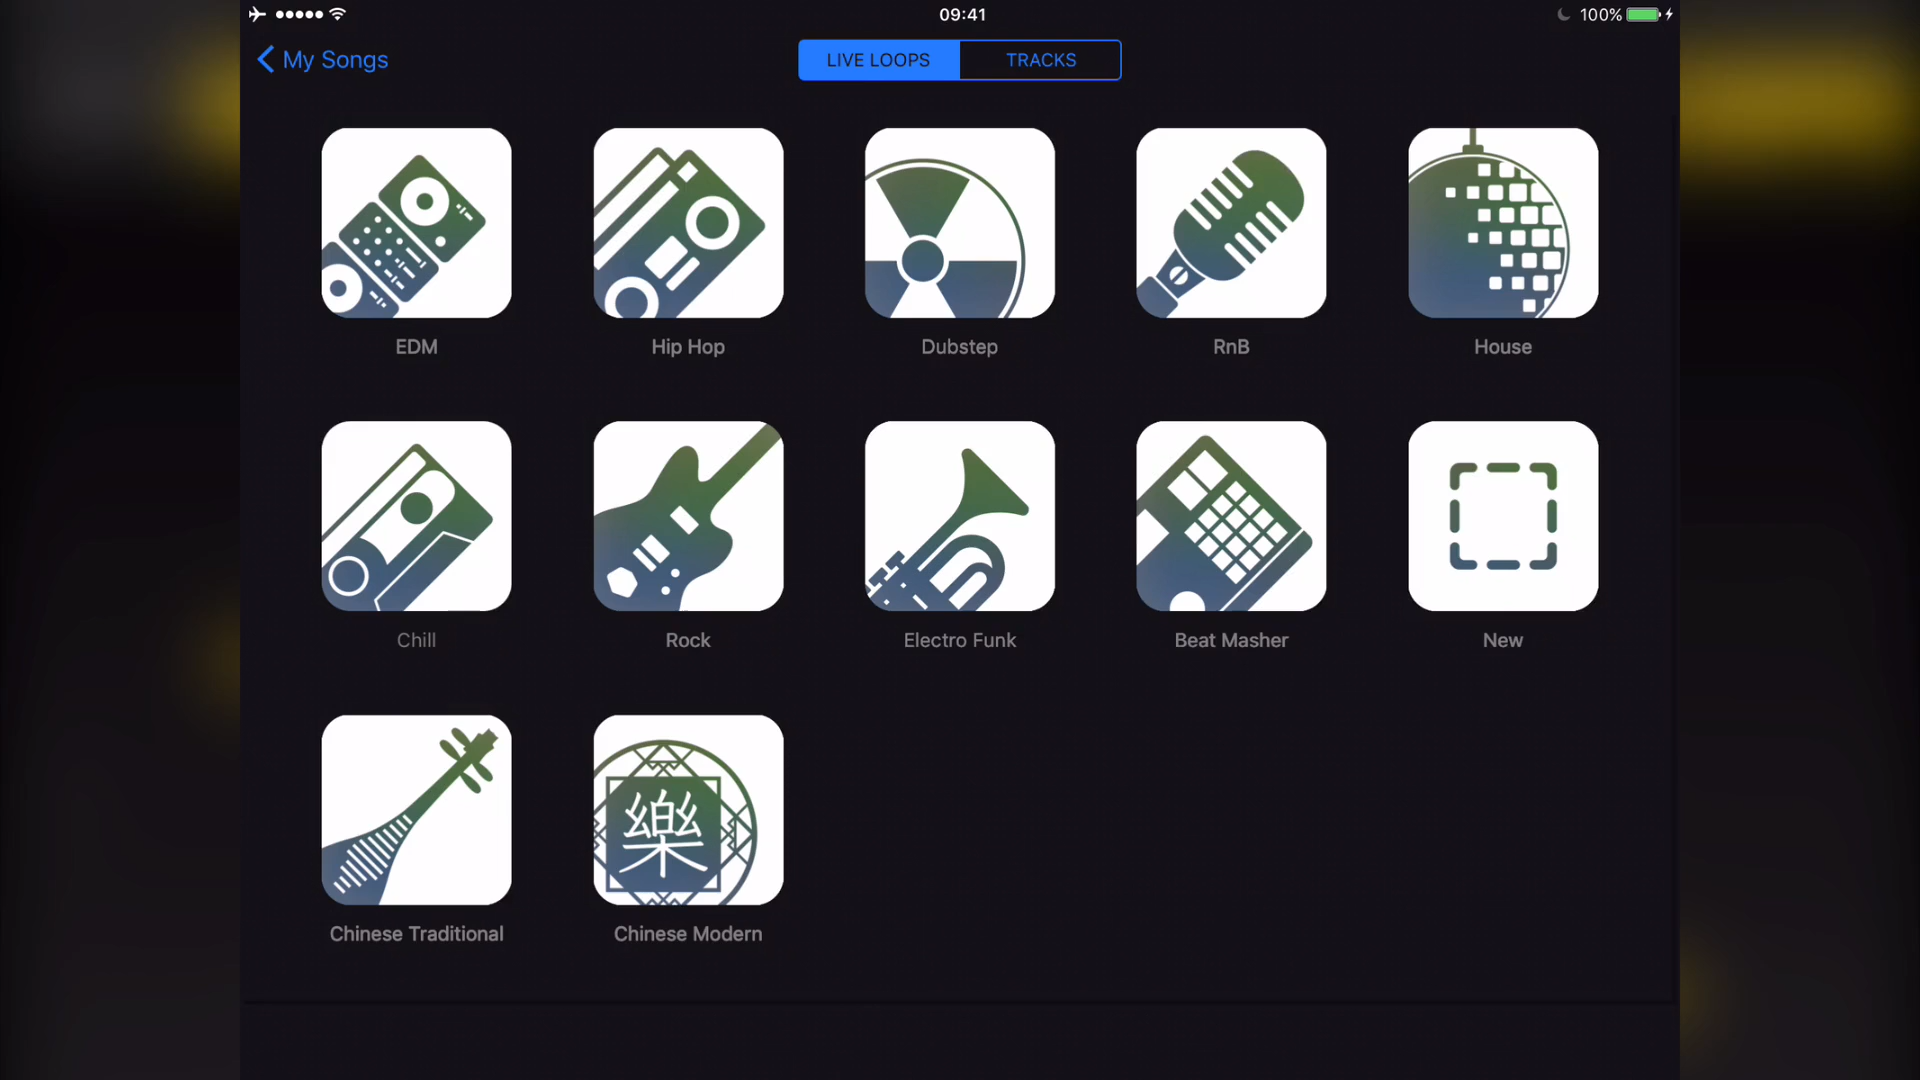 09:41
100%
My Songs
LIVE LOOPS
TRACKS
EDM
Hip Hop
Dubstep
RnB
House
Chill
Rock
Electro Funk
Beat Masher
New
樂
Chinese Traditional
Chinese Modern